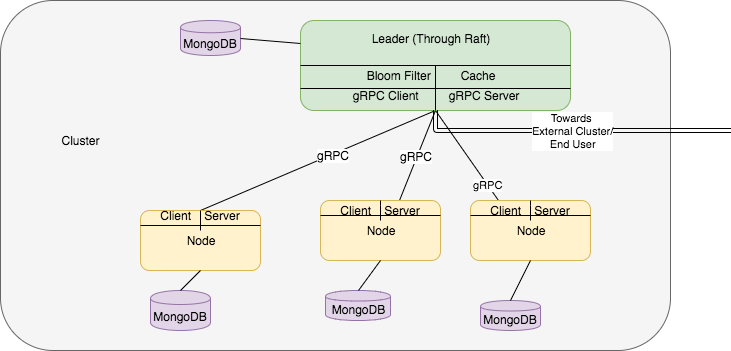 MongoDB
Leader (Through Raft)
Bloom Filter
Cache
gRPC Client
gRPC Server
Towards
External Cluster/
End User
Cluster
gRPC
gRPC
gRPC
Client
Server
Node
Client
Server
Node
Client
Server
Node
MongoDB
MongoDB
MongoDB